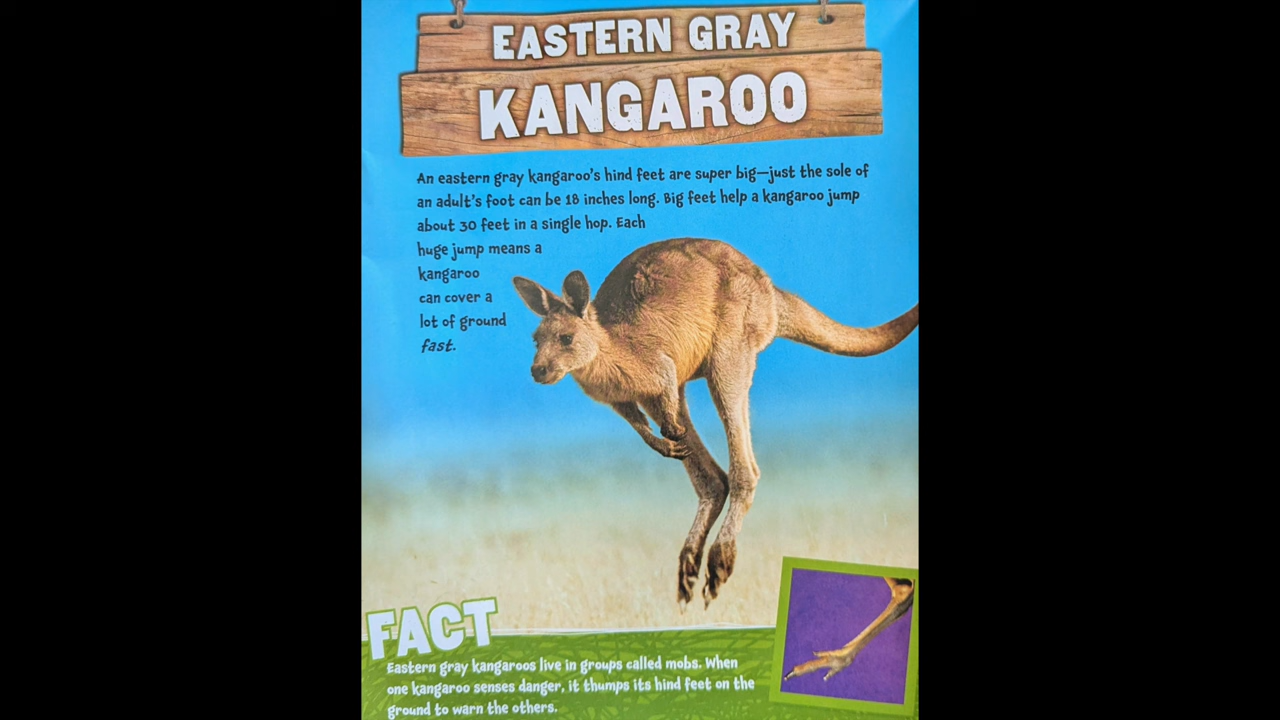 EASTERN GRAY
KANGAROO
An eastern gray kangaroo's hind feet are super big—just the sole of
an adult's foot can be 18 inches long. Big feet help a kangaroo jump
about 30 feet in a single hop. Each
huge jump means a
kangaroo
can cover a
lot of ground
fast.
FACT
Eastern gray kangaroos live in groups called mobs. When
one kangaroo senses danger, it thumps its hind feet on the
ground to warn the others.